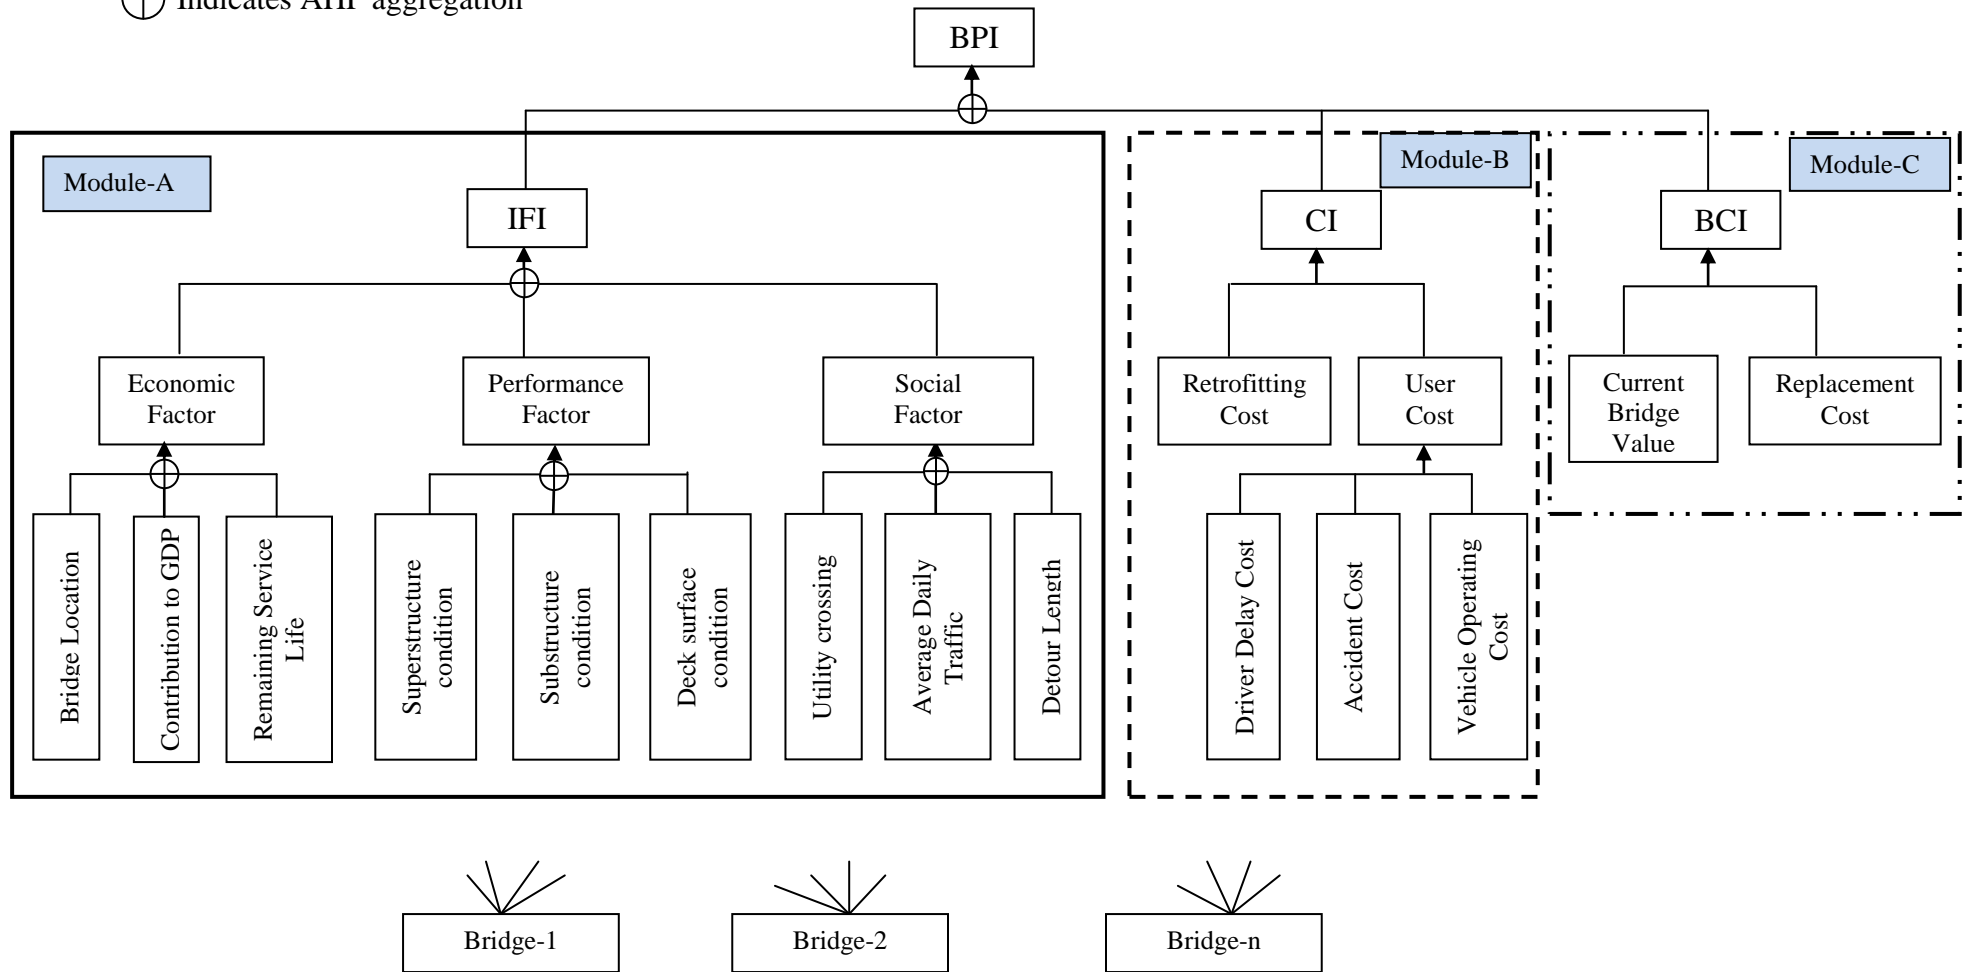 Indicates AHP aggregation
BPI
Module-A
Module-B
Module-C
IFI
CI
BCI
Economic
Factor
Performance
Factor
Social
Factor
Retrofitting
Cost
User
Cost
Current
Bridge
Value
Replacement
Cost
Bridge Location
Contribution to GDP
Remaining Service
Life
Superstructure
condition
Substructure
condition
Deck surface
condition
Utility crossing
Average Daily
Traffic
Detour Length
Driver Delay Cost
Accident Cost
Vehicle Operating
Cost
Bridge-1
Bridge-2
Bridge-n